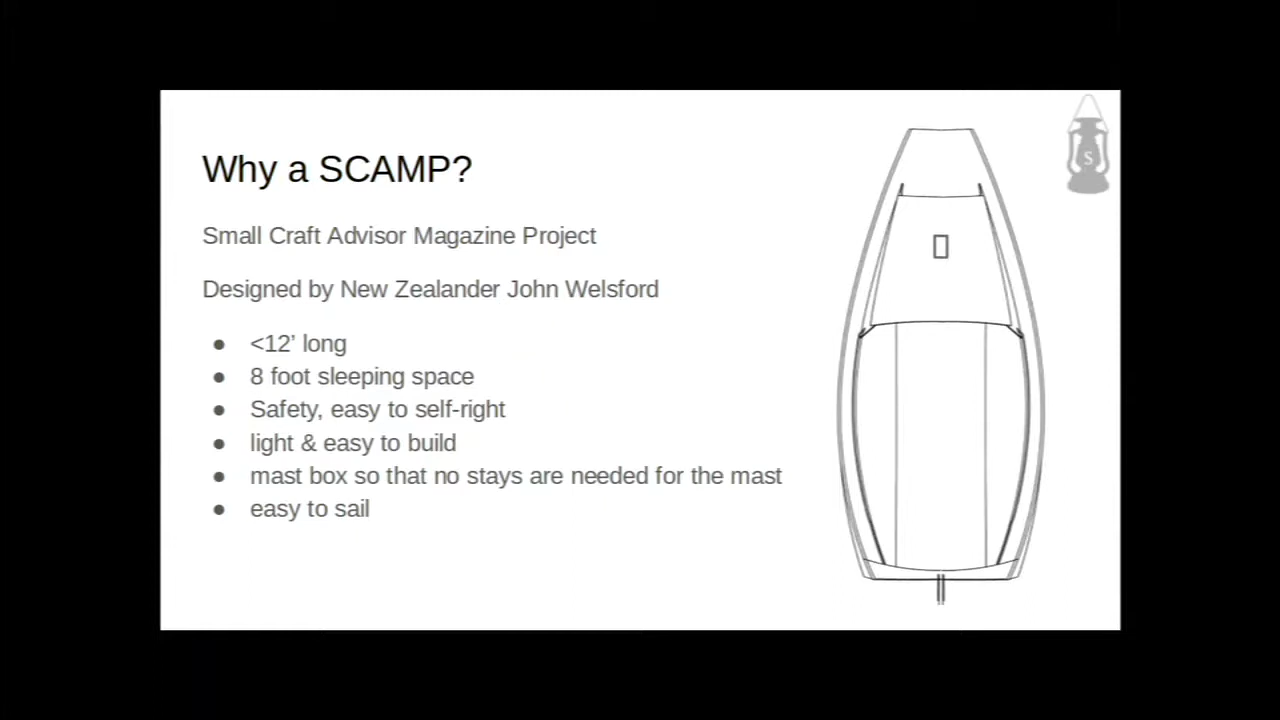 Why a SCAMP?
Small Craft Advisor Magazine Project
Designed by New Zealander John Welsford
● <12’ long
● 8 foot sleeping space
● Safety, easy to self-right
● light & easy to build
● mast box so that no stays are needed for the mast
● easy to sail
S